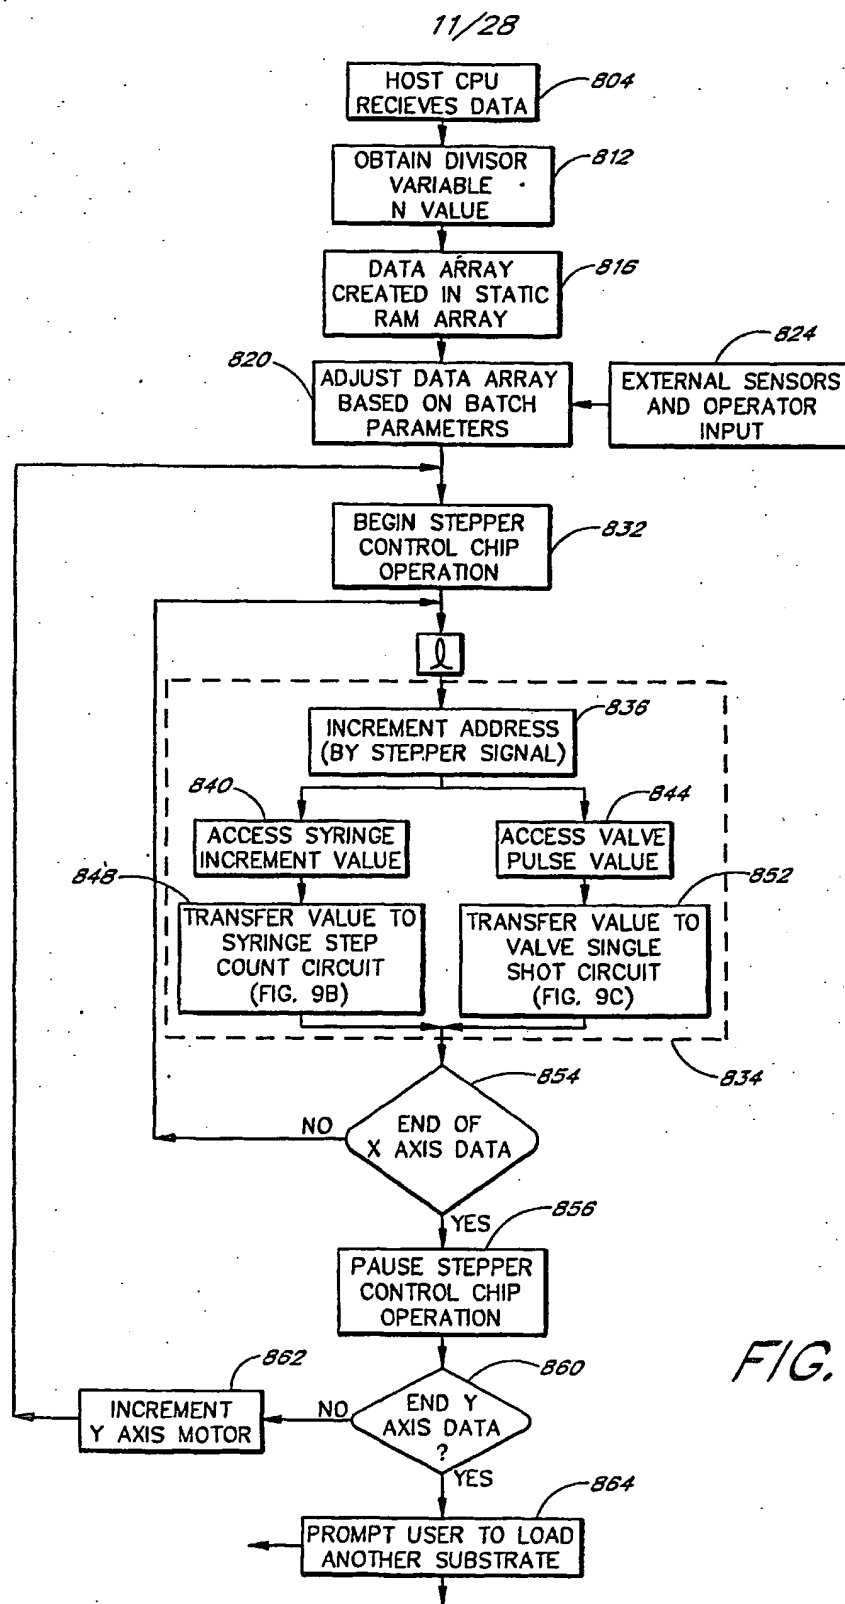 11/28
HOST CPU
RECIEVES DATA
804
OBTAIN DIVISOR
VARIABLE
N VALUE
812
DATA ARRAY
CREATED IN STATIC
RAM ARRAY
816
820
824
ADJUST DATA ARRAY
BASED ON BATCH
PARAMETERS
EXTERNAL SENSORS
AND OPERATOR
INPUT
BEGIN STEPPER
CONTROL CHIP
OPERATION
832
l
836
INCREMENT ADDRESS
(BY STEPPER SIGNAL)
840
844
ACCESS SYRINGE
INCREMENT VALUE
ACCESS VALVE
PULSE VALUE
848
852
TRANSFER VALUE TO
SYRINGE STEP
COUNT CIRCUIT
(FIG. 9B)
TRANSFER VALUE TO
VALVE SINGLE
SHOT CIRCUIT
(FIG. 9C)
834
854
END OF
X AXIS DATA
NO
YES
856
PAUSE STEPPER
CONTROL CHIP
OPERATION
FIG.
860
862
END Y
AXIS DATA
?
NO
INCREMENT
Y AXIS MOTOR
YES
864
PROMPT USER TO LOAD
ANOTHER SUBSTRATE